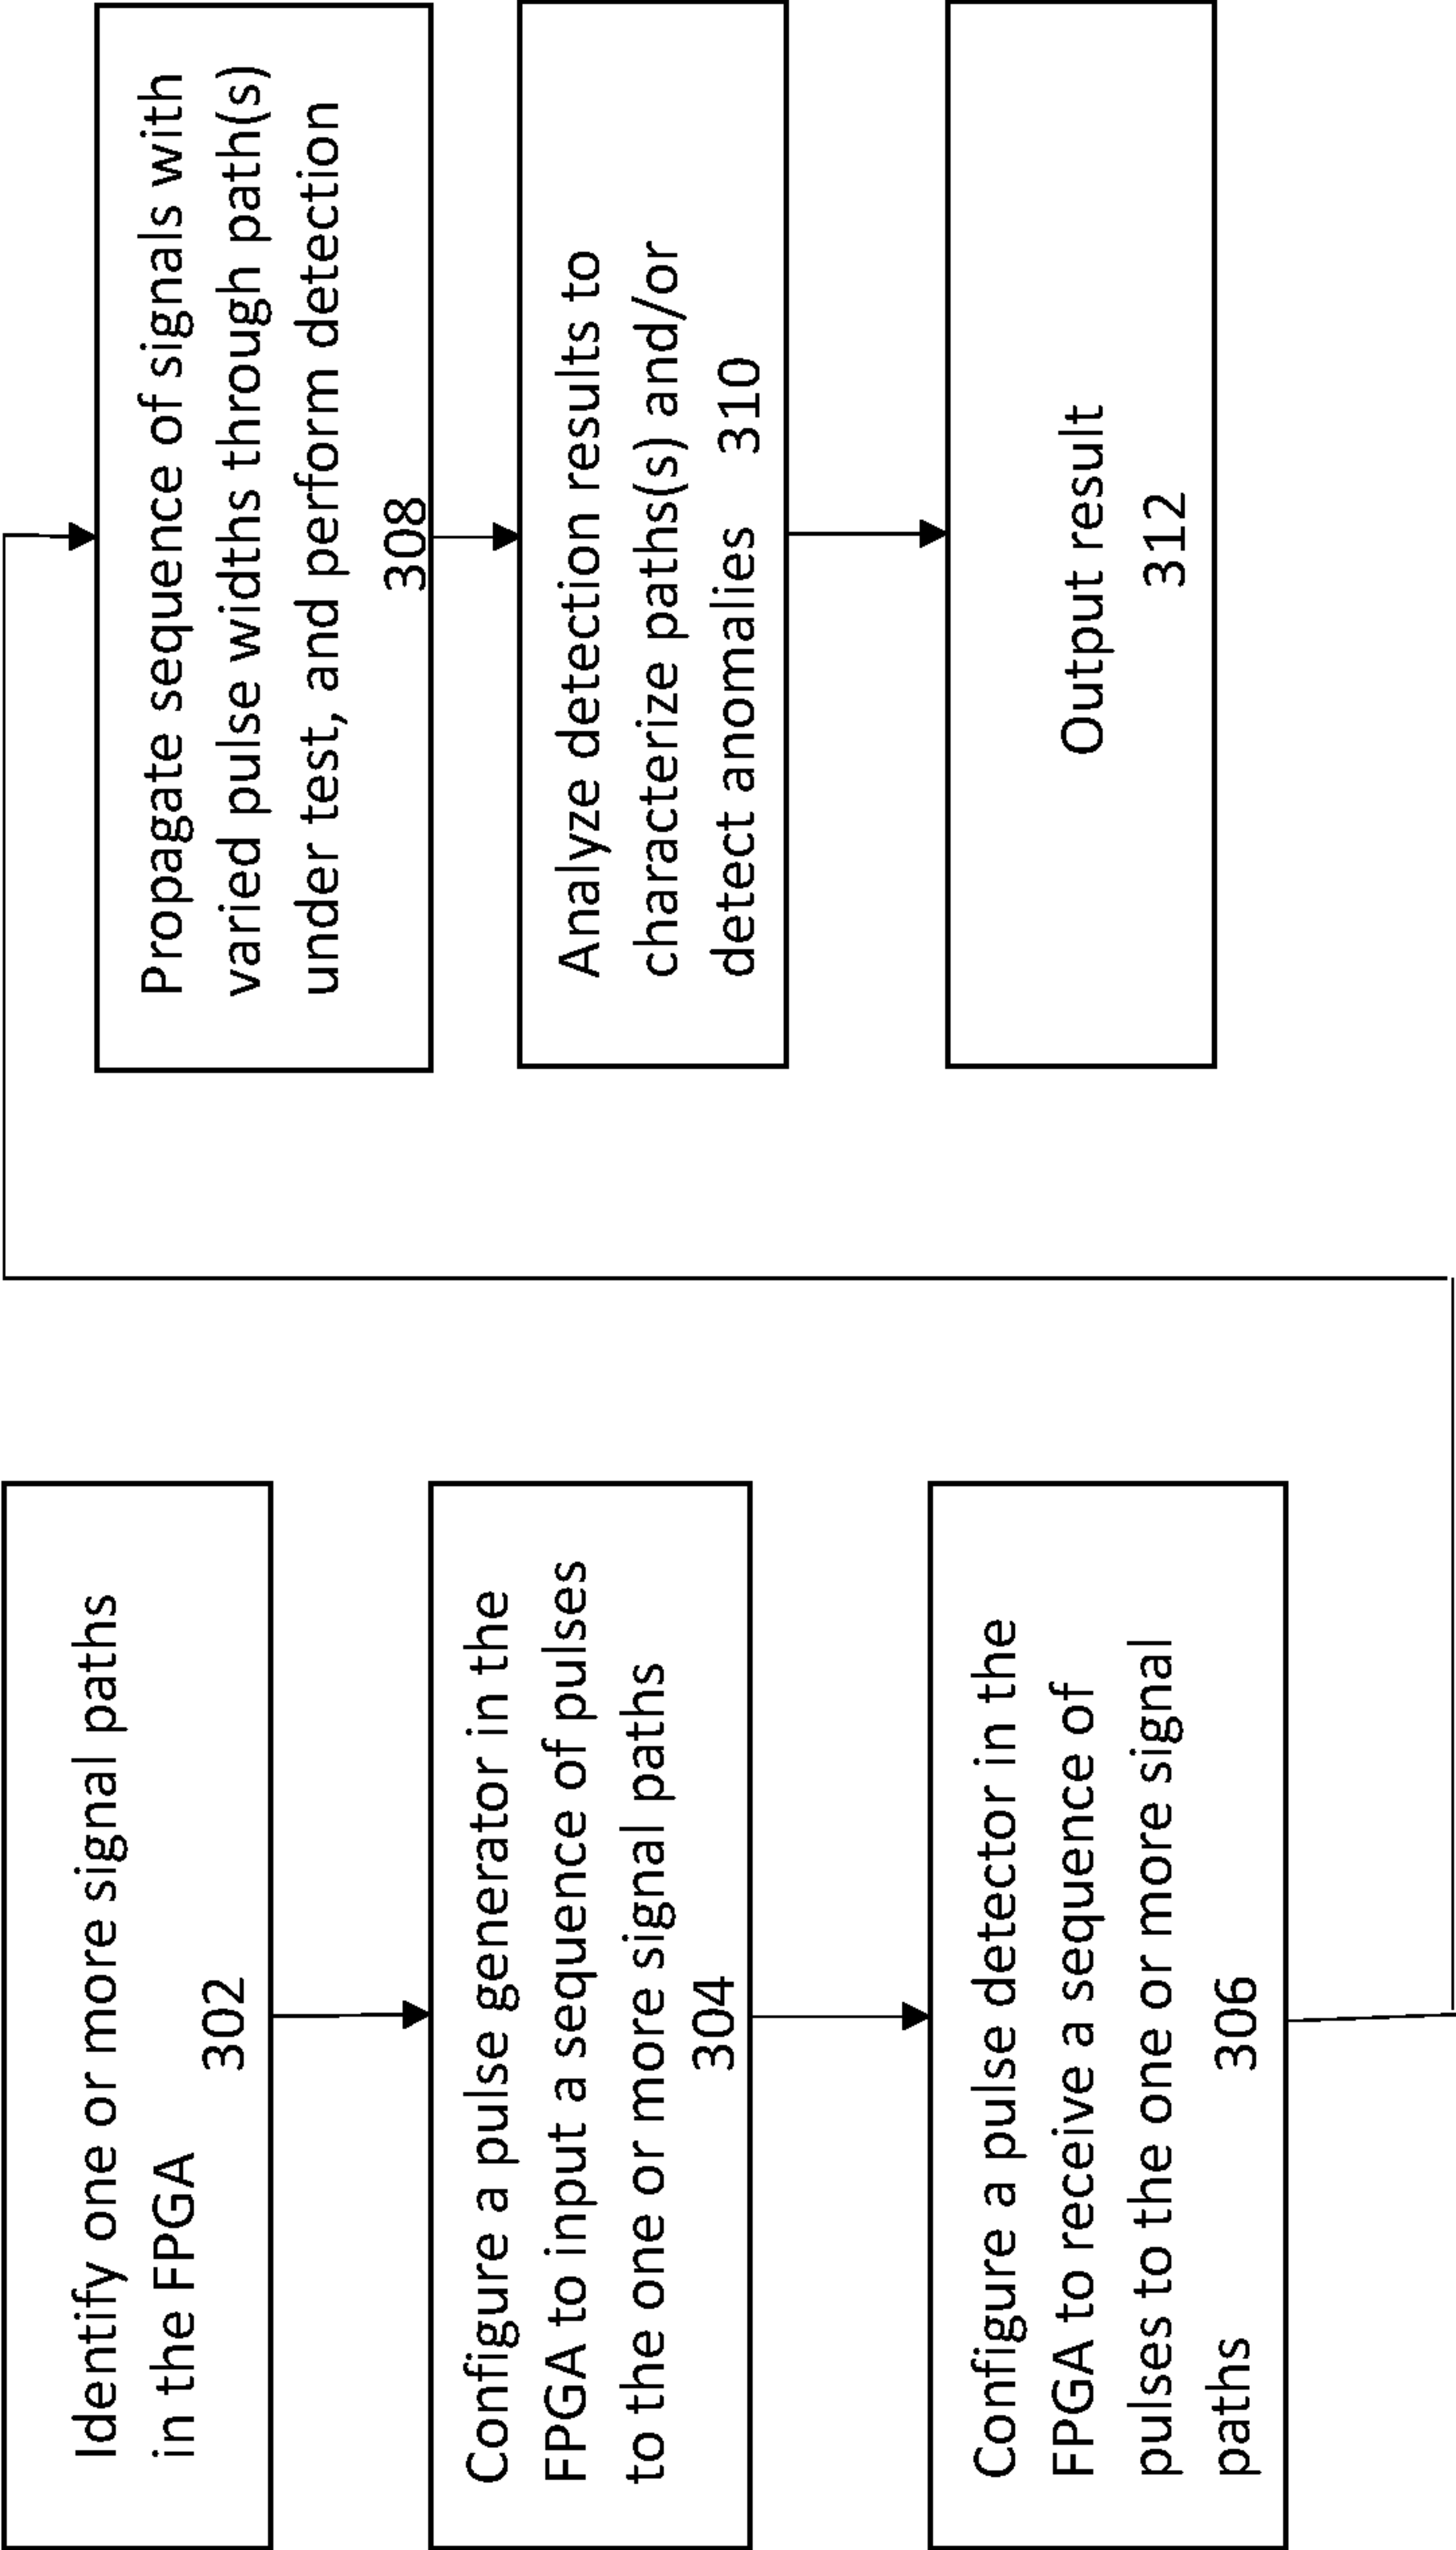 Identify one or more signal paths
in the FPGA
302
Configure a pulse generator in the
FPGA to input a sequence of pulses
to the one or more signal paths
304
Configure a pulse detector in the
FPGA to receive a sequence of
pulses to the one or more signal
paths 306
Propagate sequence of signals with
varied pulse widths through path(s)
under test, and perform detection
308
Analyze detection results to
characterize paths(s) and/or
detect anomalies 310
Output result
312